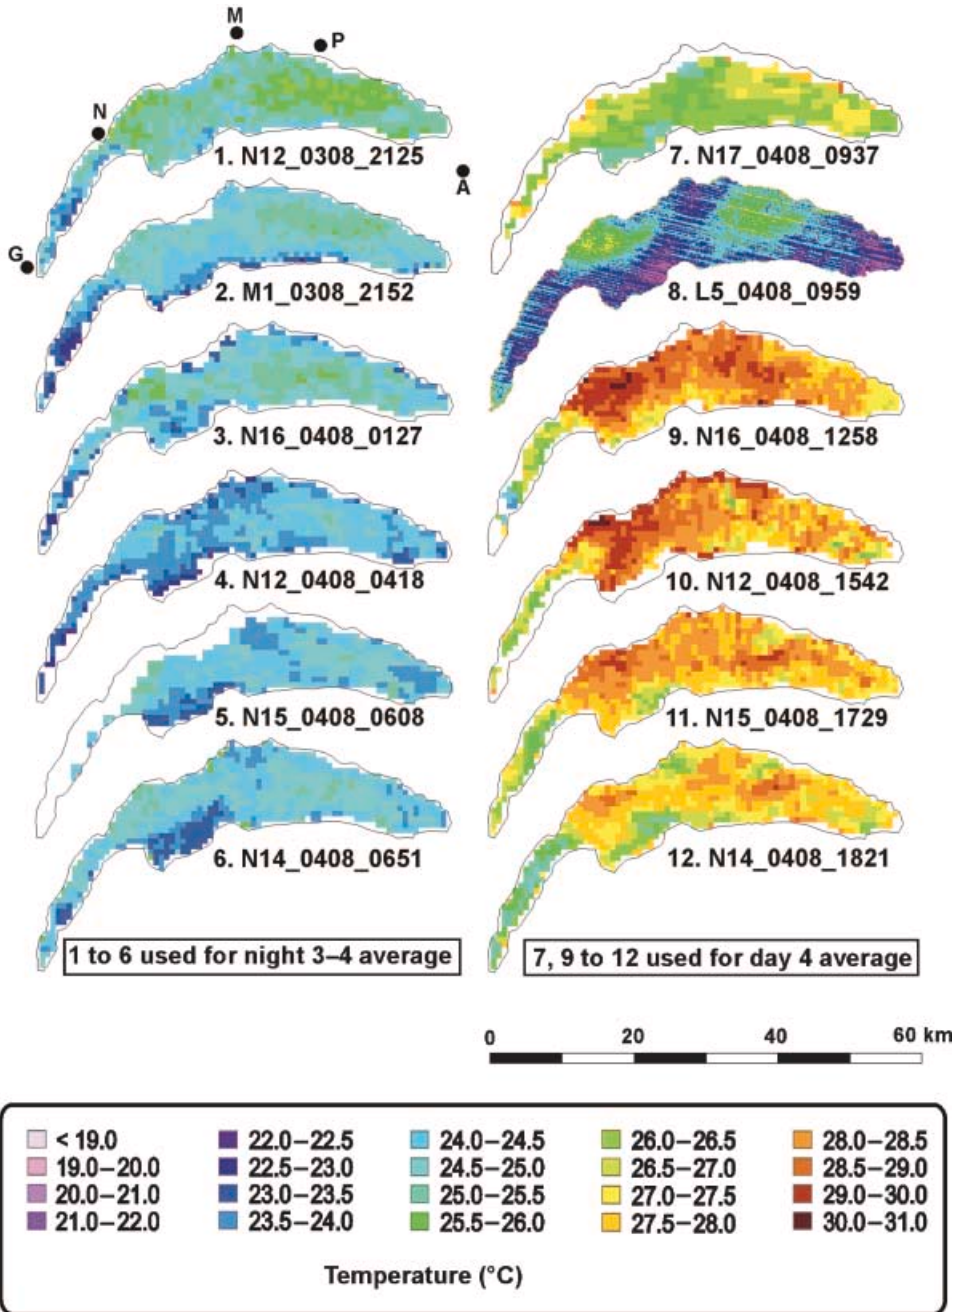 M
P
N
1. N12_0308_2125
7. N17_0408_0937
A
G
2. M1_0308_2152
8. L5_0408_0959
3. N16_0408_0127
9. N16_0408_1258
4. N12_0408_0418
10. N12_0408_1542
5. N15_0408_0608
11. N15_0408_1729
6. N14_0408_0651
12. N14_0408_1821
1 to 6 used for night 3–4 average
7, 9 to 12 used for day 4 average
0 20 40 60 km
< 19.0 22.0–22.5 24.0–24.5 26.0–26.5 28.0–28.5
19.0–20.0 22.5–23.0 24.5–25.0 26.5–27.0 28.5–29.0
20.0–21.0 23.0–23.5 25.0–25.5 27.0–27.5 29.0–30.0
21.0–22.0 23.5–24.0 25.5–26.0 27.5–28.0 30.0–31.0
Temperature (°C)